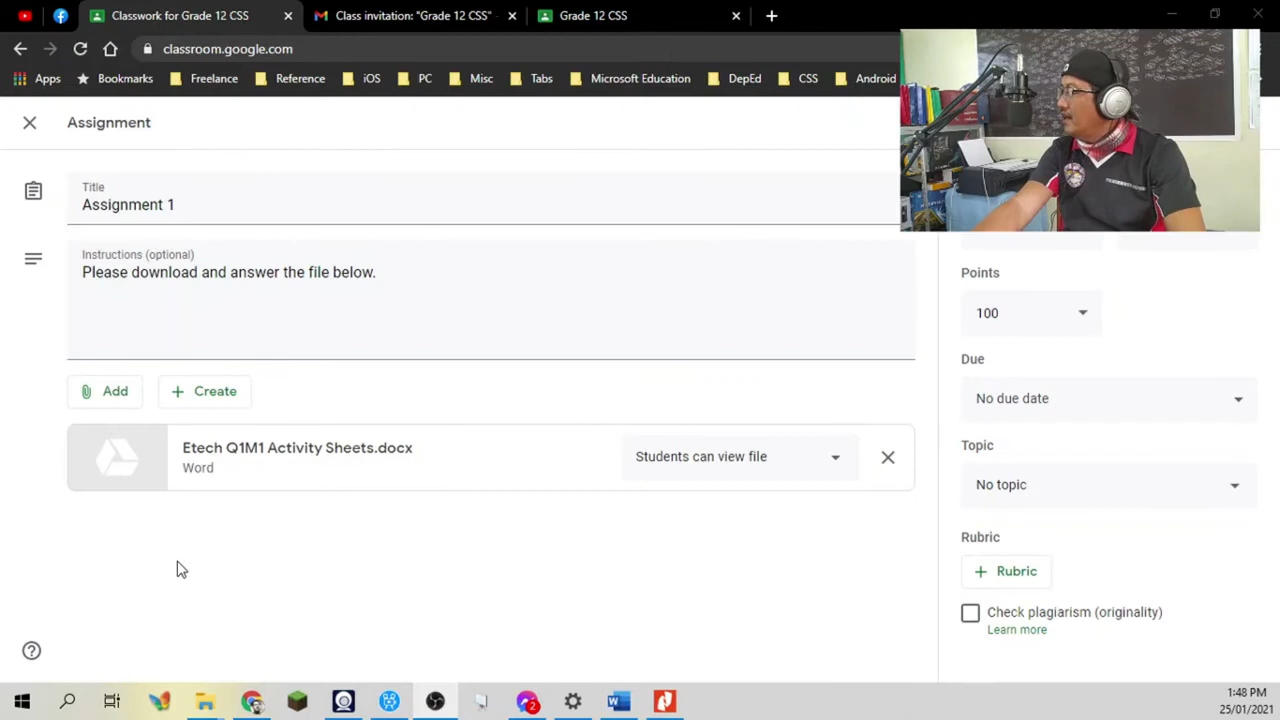 Classwork for Grade 12 CSS
Class invitation: "Grade 12 CSS"
Grade 12 CSS
classroom.google.com
Apps
Bookmarks
Freelance
Reference
iOS
PC
Misc
Tabs
Microsoft Education
DepEd
CSS
Android
Assignment
Title
Assignment 1
Instructions (optional)
Please download and answer the file below.
Add
Create
Etech Q1M1 Activity Sheets.docx
Word
Students can view file
Points
100
Due
No due date
Topic
No topic
Rubric
Rubric
Check plagiarism (originality)
Learn more
2
1:48 PM
25/01/2021